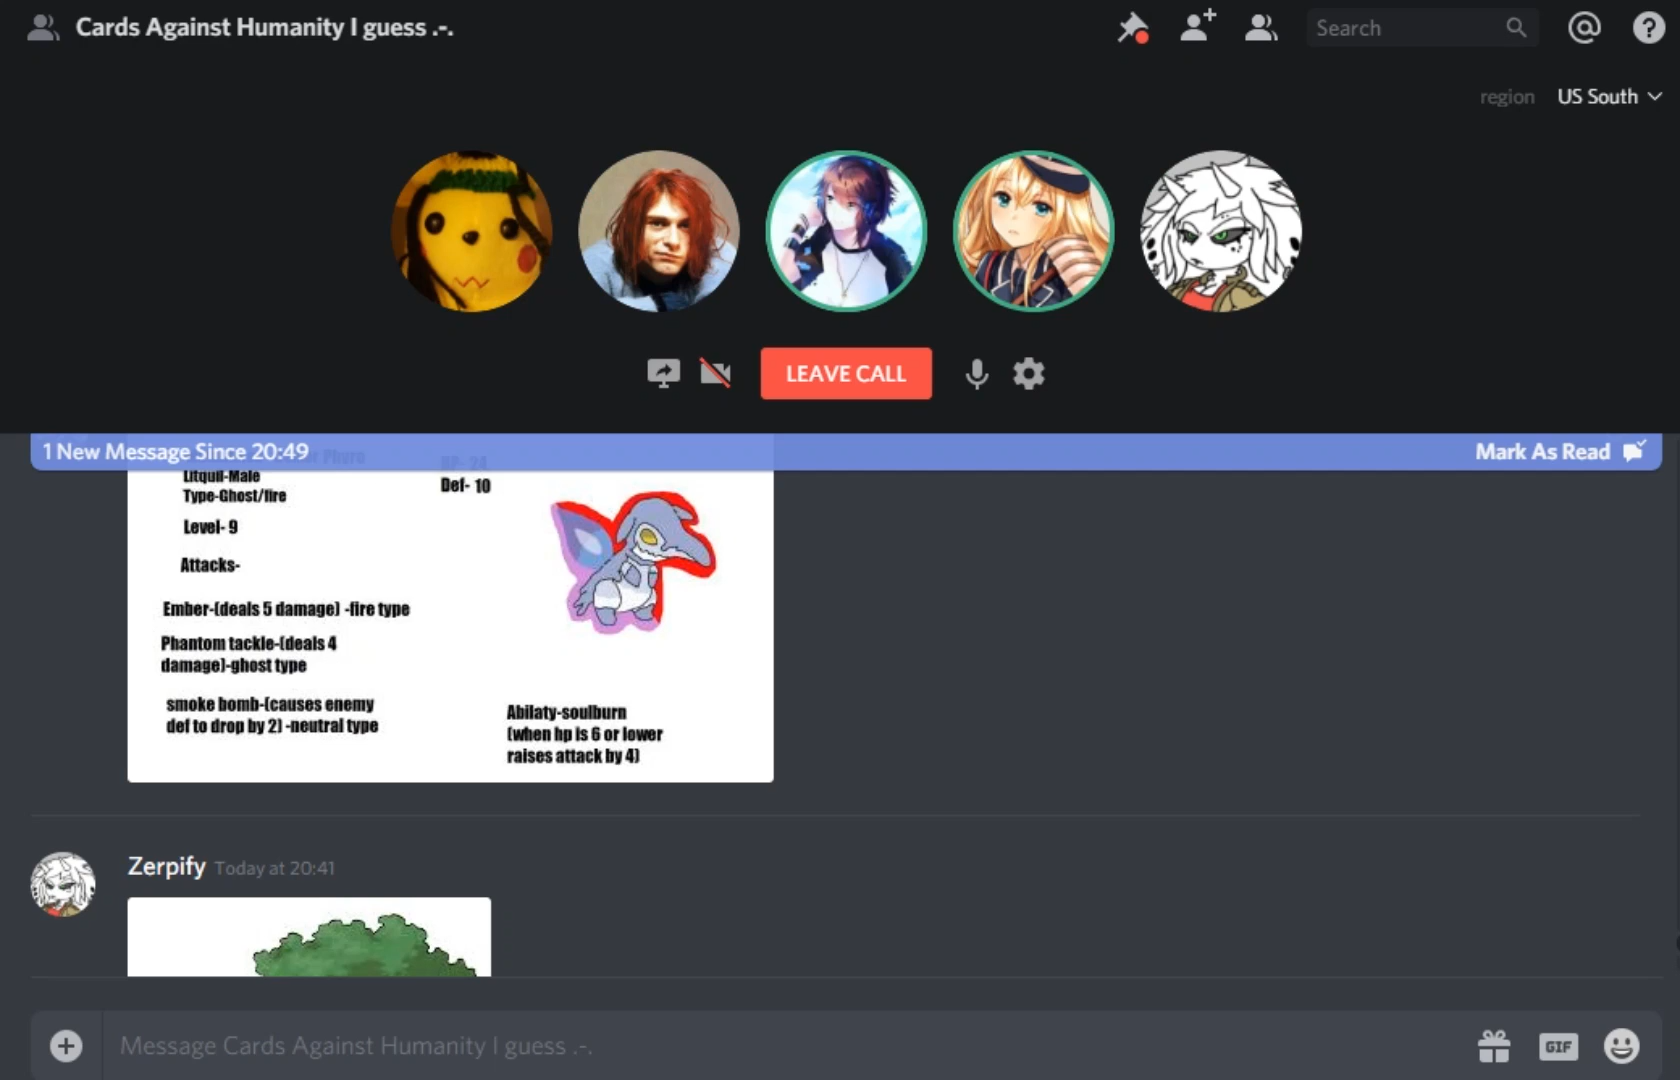 Cards Against Humanity I guess .-.
Search
region US South
LEAVE CALL
1 New Message Since 20:49
Mark As Read
Litquil-Male
Type-Ghost/fire
Def- 10
Level- 9
Attacks-
Ember-(deals 5 damage) -fire type
Phantom tackle-(deals 4
damage)-ghost type
smoke bomb-(causes enemy
def to drop by 2) -neutral type
Abilaty-soulburn
(when hp is 6 or lower
raises attack by 4)
Zerpify Today at 20:41
Message Cards Against Humanity I guess .-.
GIF